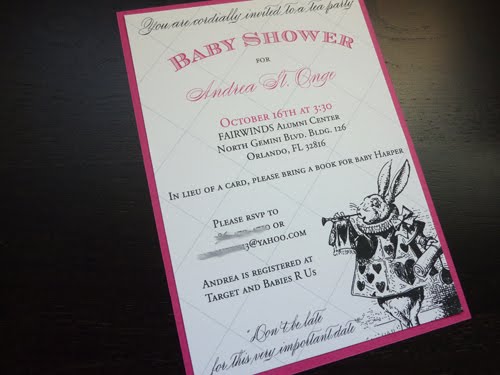 You are cordially invited to a tea party
BABY SHOWER
FOR
Andrea St. Onge
OCTOBER 16TH AT 3:30
FAIRWINDS ALUMNI CENTER
NORTH GEMINI BLVD. BLDG. 126
ORLANDO, FL 32816
IN LIEU OF A CARD, PLEASE BRING A BOOK FOR BABY HARPER
PLEASE RSVP TO
OR
3@YAHOO.COM
ANDREA IS REGISTERED AT
TARGET AND BABIES R US
"Don't be late
for this very important date"